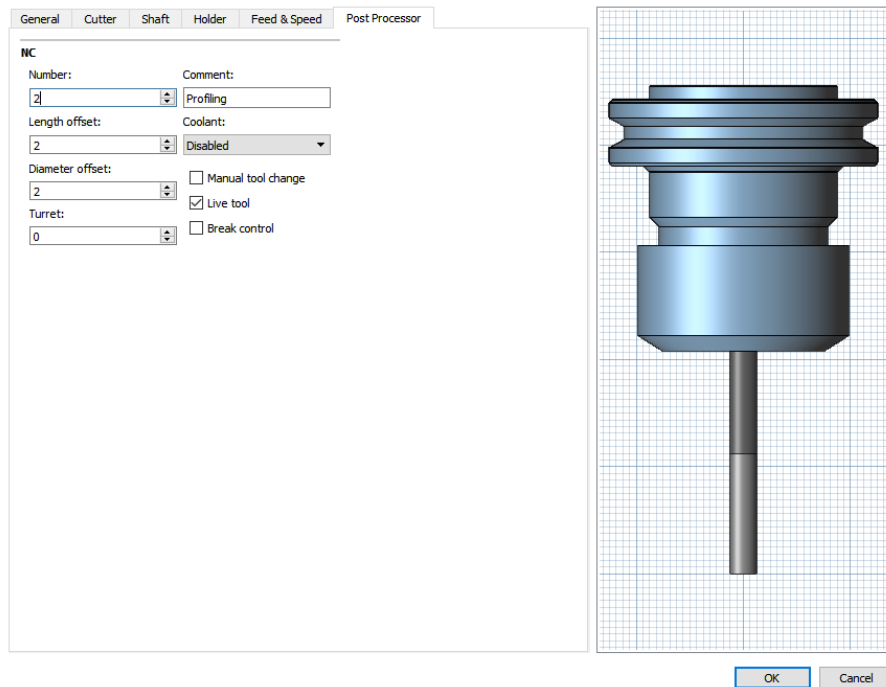 General Cutter Shaft Holder Feed & Speed Post Processor
NC
Number: Comment:
2 Profiling
Length offset: Coolant:
2 Disabled
Diameter offset:
Manual tool change
2
Live tool
Turret:
Break control
0
OK Cancel